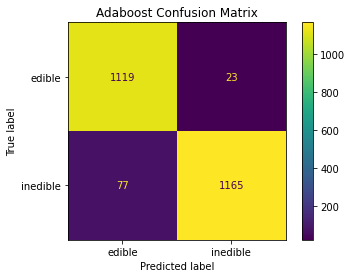 Adaboost Confusion Matrix
True label
edible
inedible
1119
23
77
1165
edible
inedible
Predicted label
1000
800
600
400
200